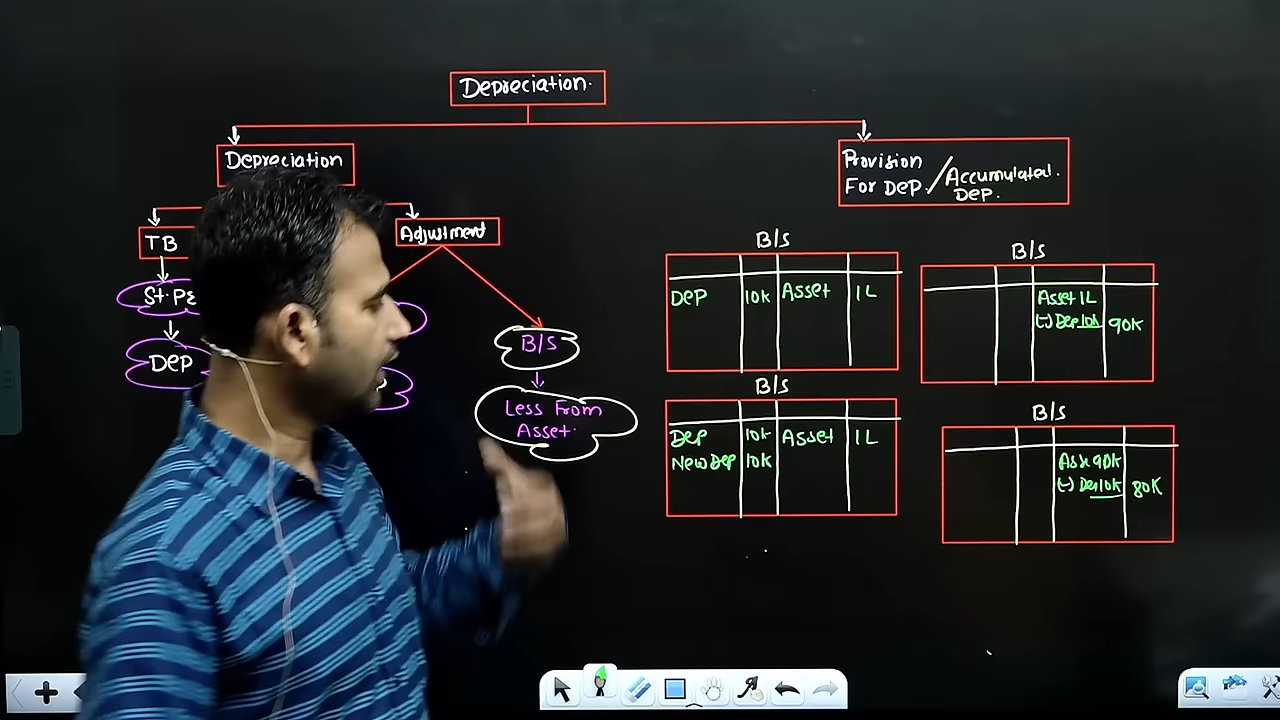 Depreciation.
Depreciation
Provision
For Dep. / Accumulated.
Dep.
TB
Adjustment
St. P&
Dep
B/s
Less From
Asset.
B/s
Dep 10k Asset 1L
B/s
Asset 1L
(-) Dep 10k 90k
B/s
Dep 10k Asset 1L
New Dep 10k
B/s
Asse 90k
(-) Dep 10k 80k